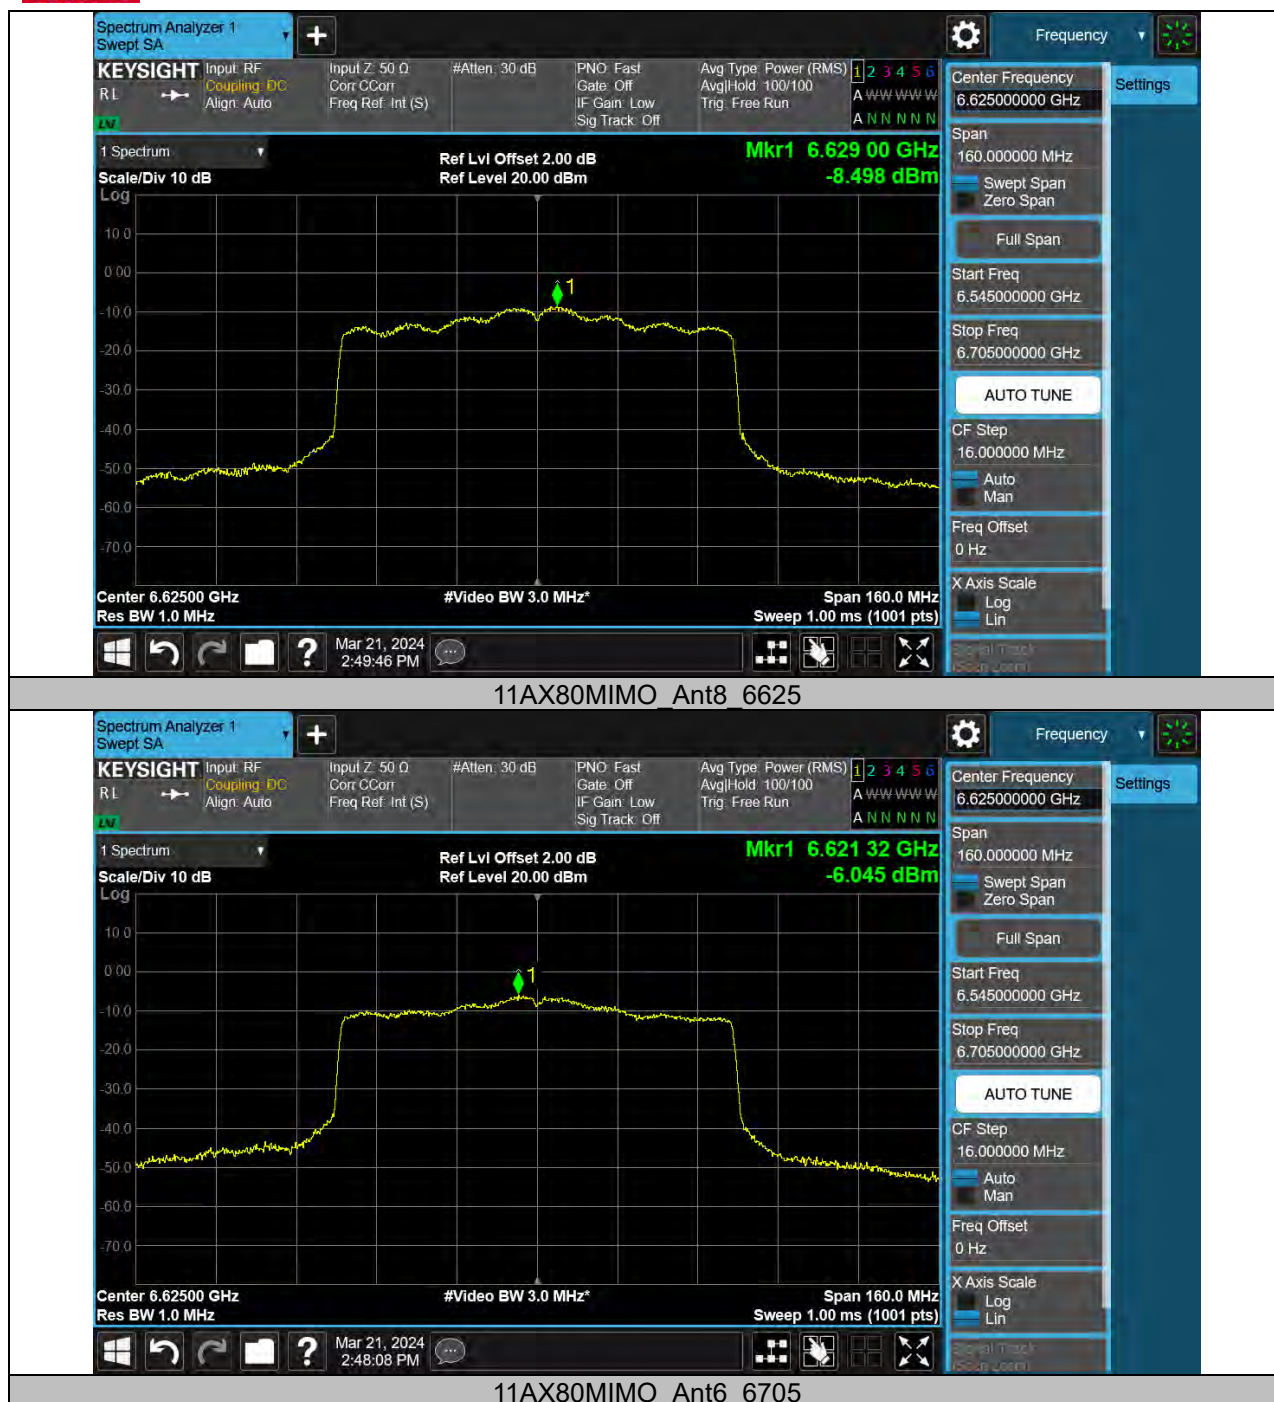 Spectrum Analyzer 1
Swept SA
Frequency
KEYSIGHT
R L
LNF
Input: RF
Coupling: DC
Align: Auto
Input Z: 50 Ω
Corr CCorr
Freq Ref: Int (S)
#Atten: 30 dB
PNO: Fast
Gate: Off
IF Gain: Low
Sig Track: Off
Avg Type: Power (RMS)
Avg|Hold: 100/100
Trig: Free Run
1 2 3 4 5 6
A W W W W W
A N N N N N
1 Spectrum
Scale/Div 10 dB
Log
Ref Lvl Offset 2.00 dB
Ref Level 20.00 dBm
Mkr1 6.629 00 GHz
-8.498 dBm
10.0
0.00
-10.0
-20.0
-30.0
-40.0
-50.0
-60.0
-70.0
1
Center 6.62500 GHz
Res BW 1.0 MHz
#Video BW 3.0 MHz*
Span 160.0 MHz
Sweep 1.00 ms (1001 pts)
Mar 21, 2024
2:49:46 PM
Center Frequency
6.625000000 GHz
Settings
Span
160.000000 MHz
Swept Span
Zero Span
Full Span
Start Freq
6.545000000 GHz
Stop Freq
6.705000000 GHz
AUTO TUNE
CF Step
16.000000 MHz
Auto
Man
Freq Offset
0 Hz
X Axis Scale
Log
Lin
Signal Track
(Span Zoom)
11AX80MIMO_Ant8_6625
Spectrum Analyzer 1
Swept SA
Frequency
KEYSIGHT
R L
LNF
Input: RF
Coupling: DC
Align: Auto
Input Z: 50 Ω
Corr CCorr
Freq Ref: Int (S)
#Atten: 30 dB
PNO: Fast
Gate: Off
IF Gain: Low
Sig Track: Off
Avg Type: Power (RMS)
Avg|Hold: 100/100
Trig: Free Run
1 2 3 4 5 6
A W W W W W
A N N N N N
1 Spectrum
Scale/Div 10 dB
Log
Ref Lvl Offset 2.00 dB
Ref Level 20.00 dBm
Mkr1 6.621 32 GHz
-6.045 dBm
10.0
0.00
-10.0
-20.0
-30.0
-40.0
-50.0
-60.0
-70.0
1
Center 6.62500 GHz
Res BW 1.0 MHz
#Video BW 3.0 MHz*
Span 160.0 MHz
Sweep 1.00 ms (1001 pts)
Mar 21, 2024
2:48:08 PM
Center Frequency
6.625000000 GHz
Settings
Span
160.000000 MHz
Swept Span
Zero Span
Full Span
Start Freq
6.545000000 GHz
Stop Freq
6.705000000 GHz
AUTO TUNE
CF Step
16.000000 MHz
Auto
Man
Freq Offset
0 Hz
X Axis Scale
Log
Lin
Signal Track
(Span Zoom)
11AX80MIMO_Ant6_6705